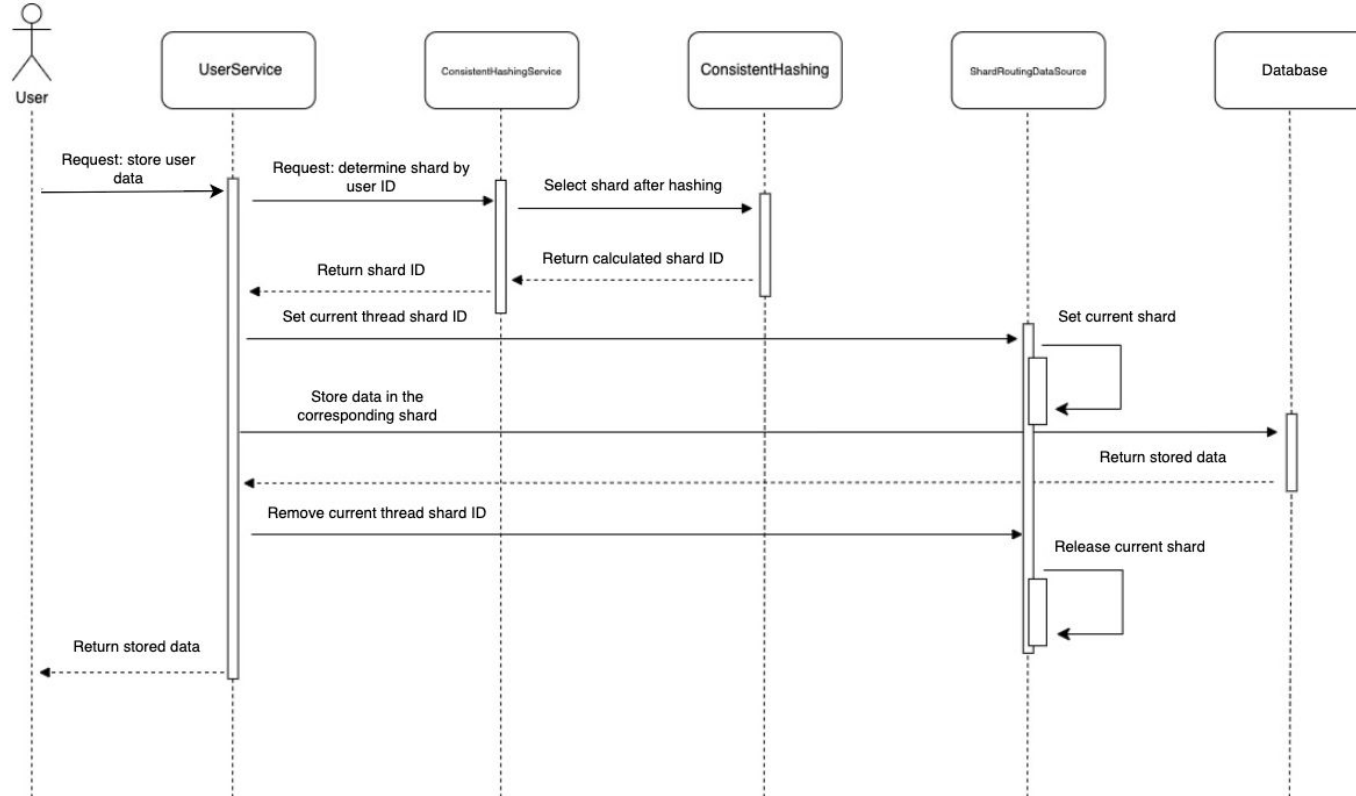 User
UserService
ConsistentHashingService
ConsistentHashing
ShardRoutingDataSource
Database
Request: store user
data
Request: determine shard by
user ID
Select shard after hashing
Return calculated shard ID
Return shard ID
Set current thread shard ID
Set current shard
Store data in the
corresponding shard
Return stored data
Remove current thread shard ID
Release current shard
Return stored data